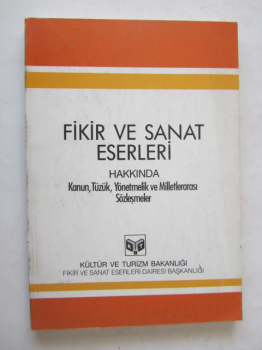 FİKİR VE SANAT
ESERLERİ
HAKKINDA
Kanun, Tüzük, Yönetmelik ve Milletlerarası
Sözleşmeler
KÜLTÜR VE TURİZM BAKANLIĞI
FİKİR VE SANAT ESERLERİ DAİRESİ BAŞKANLIĞI